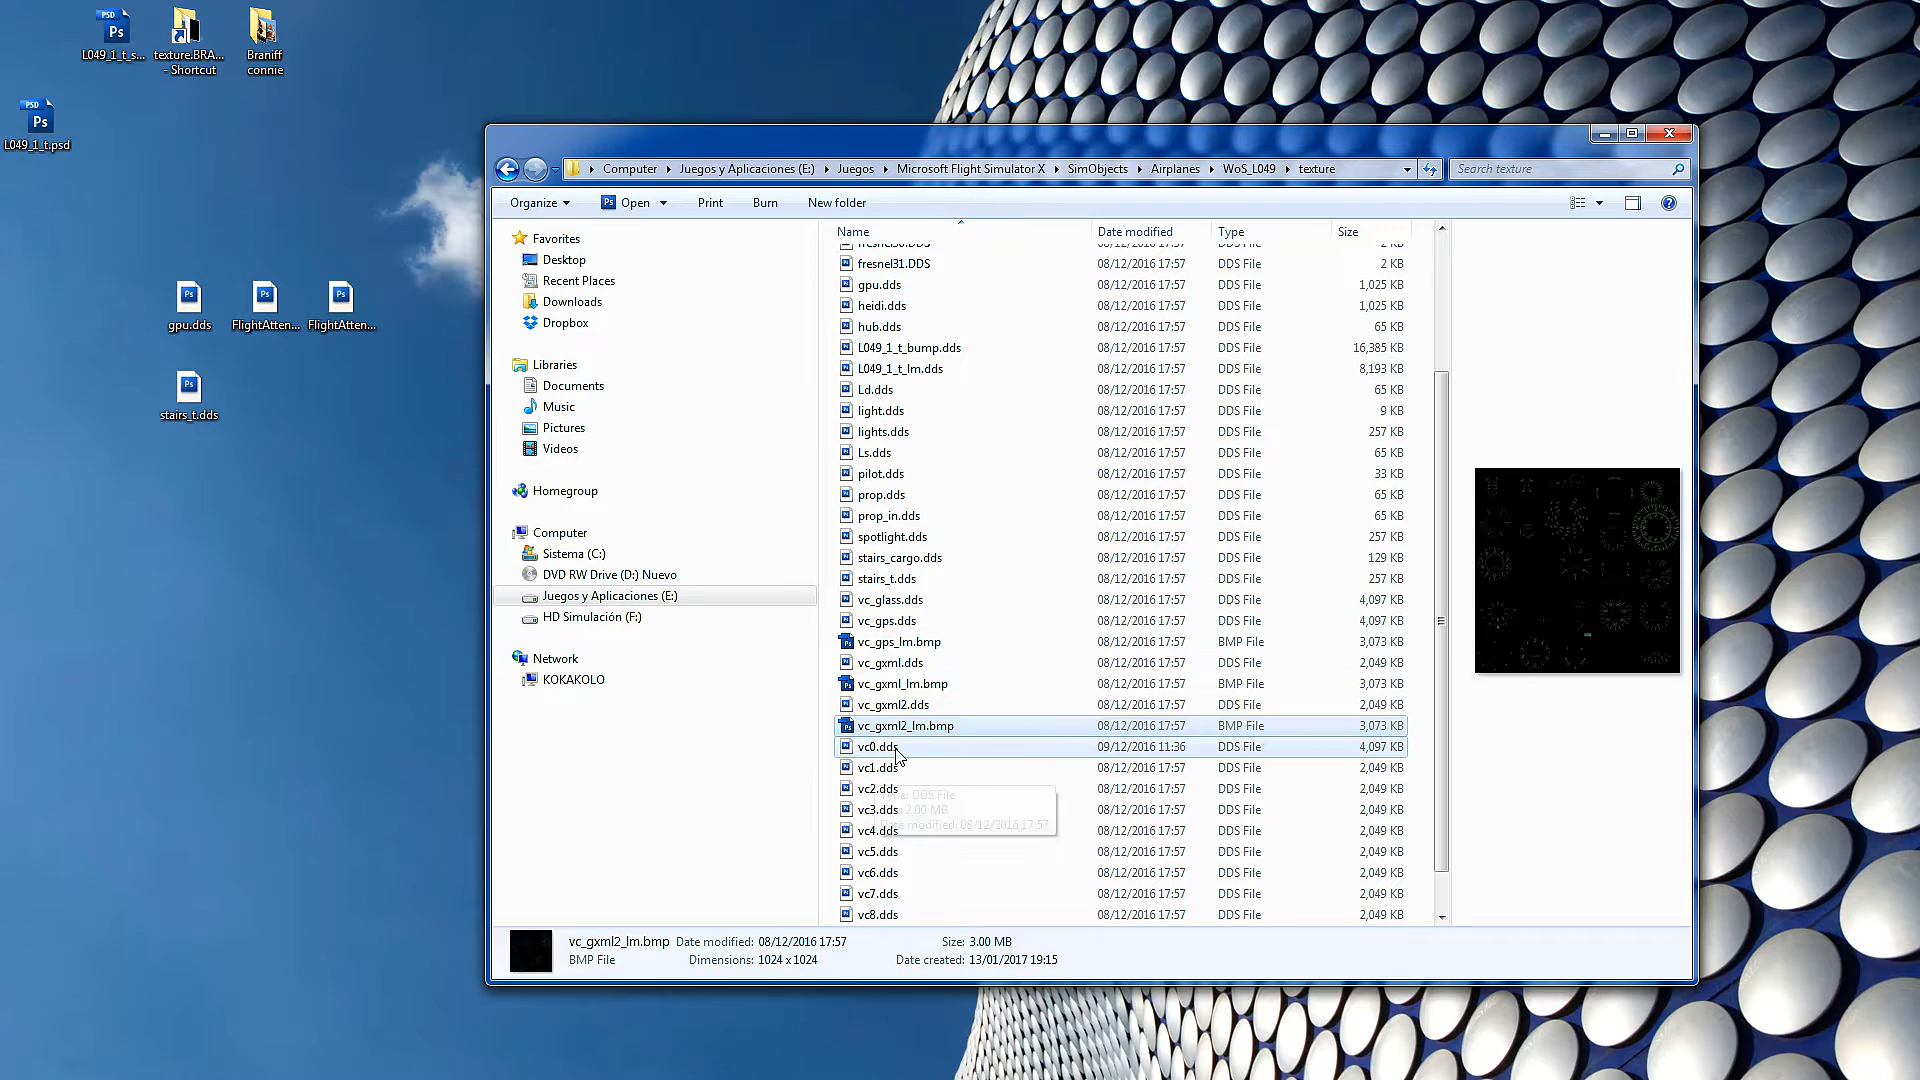 PSD
Ps
L049_1_t_s...
texture.BRA...
- Shortcut
Braniff
connie
PSD
Ps
L049_1_t.psd
Ps
gpu.dds
Ps
FlightAtten...
Ps
FlightAtten...
Ps
stairs_t.dds
Computer
Juegos y Aplicaciones (E:)
Juegos
Microsoft Flight Simulator X
SimObjects
Airplanes
WoS_L049
texture
Search texture
Organize
Ps Open
Print
Burn
New folder
Favorites
Desktop
Recent Places
Downloads
Dropbox
Libraries
Documents
Music
Pictures
Videos
Homegroup
Computer
Sistema (C:)
DVD RW Drive (D:) Nuevo
Juegos y Aplicaciones (E:)
HD Simulación (F:)
Network
KOKAKOLO
Name Date modified Type Size
fresnel30.DDS 08/12/2016 17:57 DDS File 2 KB
fresnel31.DDS 08/12/2016 17:57 DDS File 2 KB
gpu.dds 08/12/2016 17:57 DDS File 1,025 KB
heidi.dds 08/12/2016 17:57 DDS File 1,025 KB
hub.dds 08/12/2016 17:57 DDS File 65 KB
L049_1_t_bump.dds 08/12/2016 17:57 DDS File 16,385 KB
L049_1_t_lm.dds 08/12/2016 17:57 DDS File 8,193 KB
Ld.dds 08/12/2016 17:57 DDS File 65 KB
light.dds 08/12/2016 17:57 DDS File 9 KB
lights.dds 08/12/2016 17:57 DDS File 257 KB
Ls.dds 08/12/2016 17:57 DDS File 65 KB
pilot.dds 08/12/2016 17:57 DDS File 33 KB
prop.dds 08/12/2016 17:57 DDS File 65 KB
prop_in.dds 08/12/2016 17:57 DDS File 65 KB
spotlight.dds 08/12/2016 17:57 DDS File 257 KB
stairs_cargo.dds 08/12/2016 17:57 DDS File 129 KB
stairs_t.dds 08/12/2016 17:57 DDS File 257 KB
vc_glass.dds 08/12/2016 17:57 DDS File 4,097 KB
vc_gps.dds 08/12/2016 17:57 DDS File 4,097 KB
vc_gps_lm.bmp 08/12/2016 17:57 BMP File 3,073 KB
vc_gxml.dds 08/12/2016 17:57 DDS File 2,049 KB
vc_gxml_lm.bmp 08/12/2016 17:57 BMP File 3,073 KB
vc_gxml2.dds 08/12/2016 17:57 DDS File 2,049 KB
vc_gxml2_lm.bmp 08/12/2016 17:57 BMP File 3,073 KB
vc0.dds 09/12/2016 11:36 DDS File 4,097 KB
vc1.dds 08/12/2016 17:57 DDS File 2,049 KB
vc2.dds 08/12/2016 17:57 DDS File 2,049 KB
Type: DDS File
vc3.dds 08/12/2016 17:57 DDS File 2,049 KB
2.00 MB
vc4.dds 08/12/2016 17:57 DDS File 2,049 KB
Date modified: 08/12/2016 17:57
vc5.dds 08/12/2016 17:57 DDS File 2,049 KB
vc6.dds 08/12/2016 17:57 DDS File 2,049 KB
vc7.dds 08/12/2016 17:57 DDS File 2,049 KB
vc8.dds 08/12/2016 17:57 DDS File 2,049 KB
vc_gxml2_lm.bmp Date modified: 08/12/2016 17:57 Size: 3.00 MB
BMP File Dimensions: 1024 x 1024 Date created: 13/01/2017 19:15